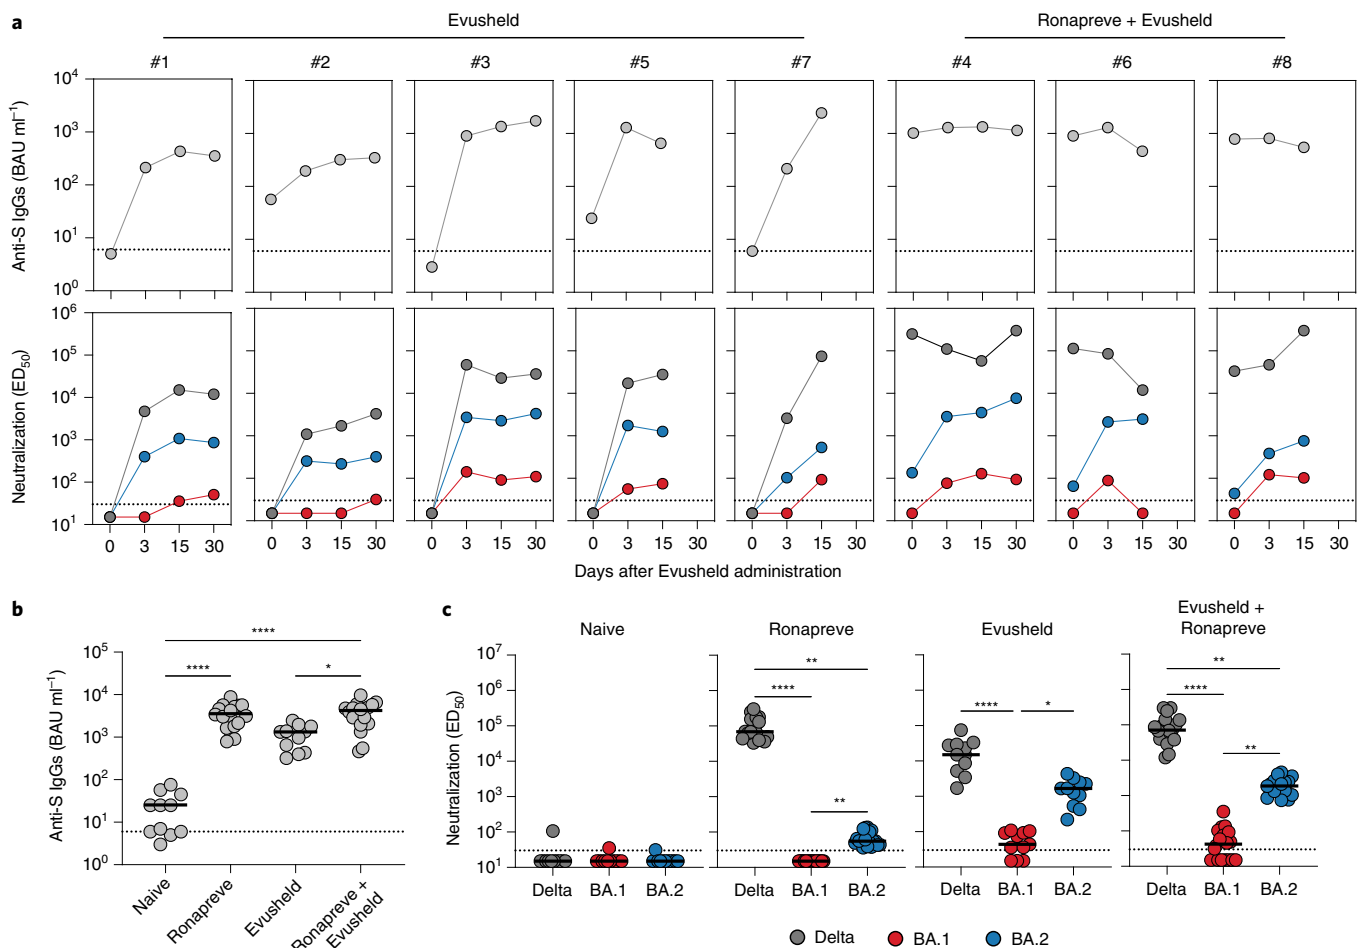 a
Evusheld
Ronapreve + Evusheld
#1
#2
#3
#5
#7
#4
#6
#8
Anti-S IgGs (BAU ml⁻¹)
10⁴
10³
10²
10¹
10⁰
Neutralization (ED₅₀)
10⁶
10⁵
10⁴
10³
10²
10¹
0 3 15 30
0 3 15 30
0 3 15 30
0 3 15 30
0 3 15 30
0 3 15 30
0 3 15 30
0 3 15 30
Days after Evusheld administration
b
Anti-S IgGs (BAU ml⁻¹)
10⁵
10⁴
10³
10²
10¹
10⁰
****
****
*
Naive
Ronapreve
Evusheld
Ronapreve +
Evusheld
c
Neutralization (ED₅₀)
10⁷
10⁶
10⁵
10⁴
10³
10²
10¹
Naive
Delta BA.1 BA.2
Ronapreve
**
****
**
Delta BA.1 BA.2
Evusheld
****
*
Delta BA.1 BA.2
Evusheld +
Ronapreve
**
****
**
Delta BA.1 BA.2
Delta
BA.1
BA.2